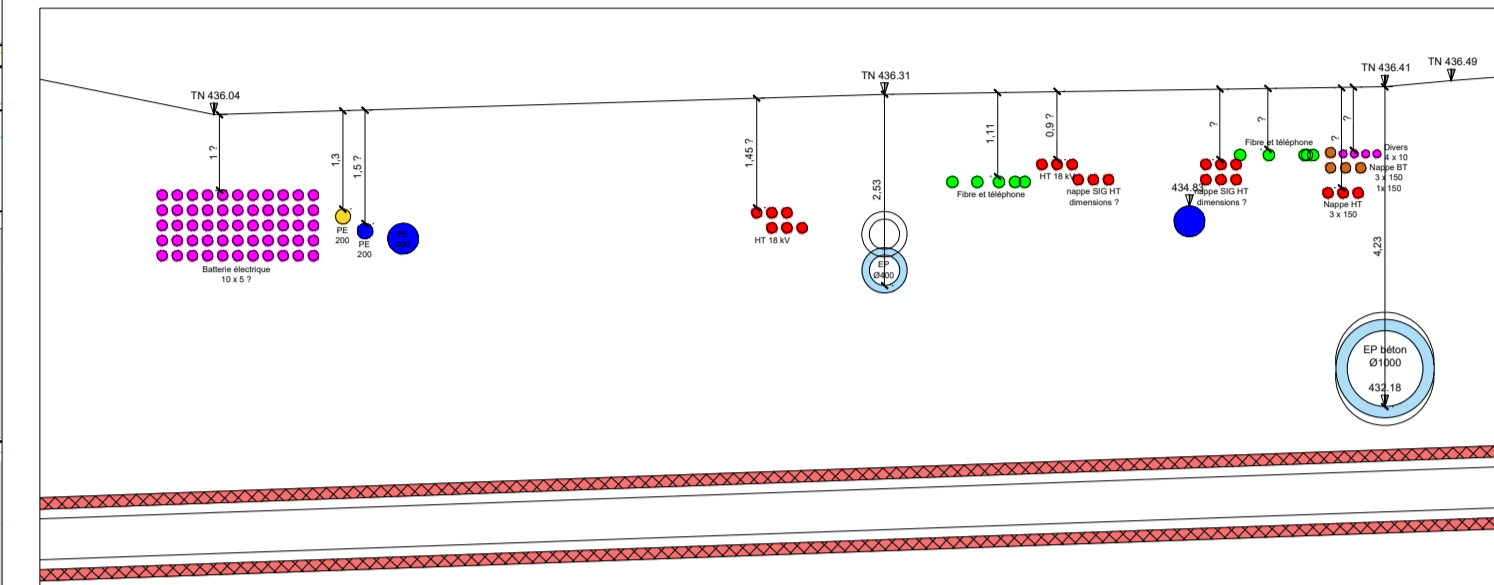 TN 436.04
TN 436.31
TN 436.41
TN 436.49
1 ?
1,3
1,5 ?
1,45 ?
2,53
1,11
0,9 ?
?
?
?
?
4,23
Batterie électrique
10 x 5 ?
PE
200
PE
200
PE
400
HT 18 kV
EP
Ø400
Fibre et téléphone
HT 18 kV
nappe SIG HT
dimensions ?
434.83
nappe SIG HT
dimensions ?
Fibre et téléphone
Divers
4 x 10
Nappe BT
3 x 150
1x 150
Nappe HT
3 x 150
EP béton
Ø1000
432.18